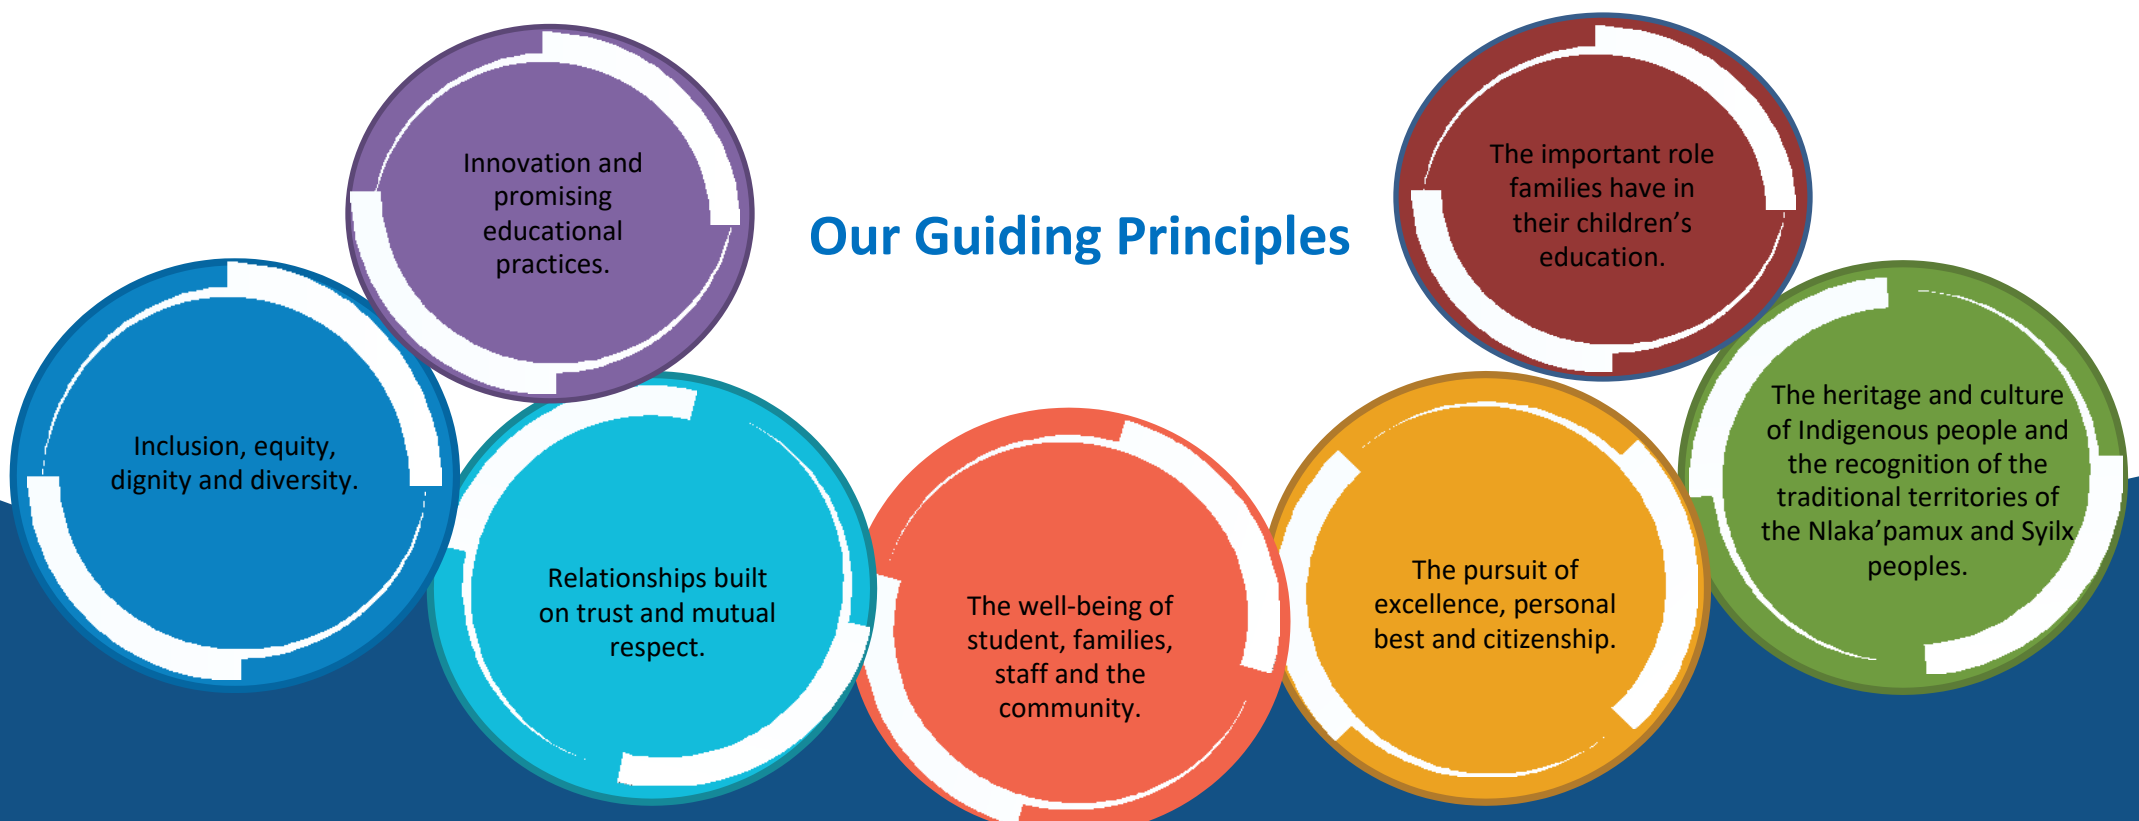 Our Guiding Principles
Innovation and
promising
educational
practices.
The important role
families have in
their children’s
education.
Inclusion, equity,
dignity and diversity.
Relationships built
on trust and mutual
respect.
The well-being of
student, families,
staff and the
community.
The pursuit of
excellence, personal
best and citizenship.
The heritage and culture
of Indigenous people and
the recognition of the
traditional territories of
the Nlaka’pamux and Syilx
peoples.